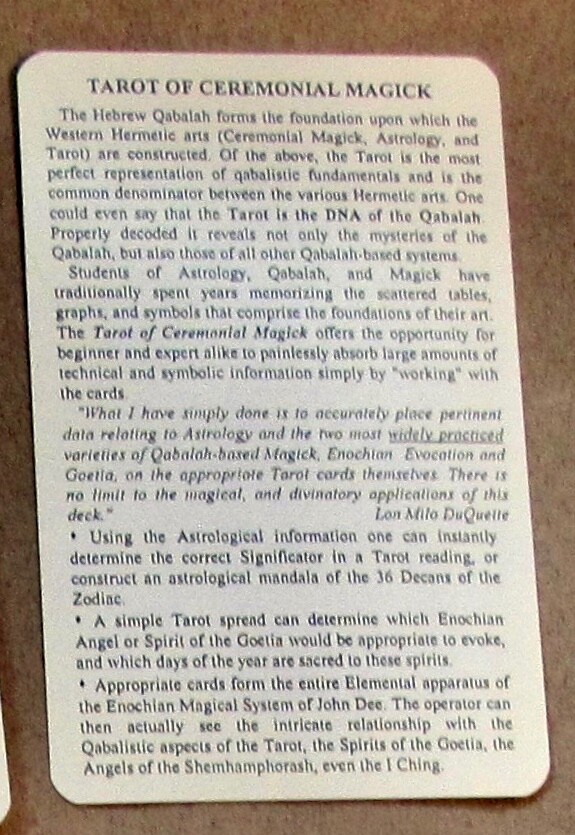 TAROT OF CEREMONIAL MAGICK
The Hebrew Qabalah forms the foundation upon which the
Western Hermetic arts (Ceremonial Magick, Astrology, and
Tarot) are constructed. Of the above, the Tarot is the most
perfect representation of qabalistic fundamentals and is the
common denominator between the various Hermetic arts. One
could even say that the Tarot is the DNA of the Qabalah.
Properly decoded it reveals not only the mysteries of the
Qabalah, but also those of all other Qabalah-based systems.
Students of Astrology, Qabalah, and Magick have
traditionally spent years memorizing the scattered tables,
graphs, and symbols that comprise the foundations of their art.
The Tarot of Ceremonial Magick offers the opportunity for
beginner and expert alike to painlessly absorb large amounts of
technical and symbolic information simply by "working" with
the cards.
"What I have simply done is to accurately place pertinent
data relating to Astrology and the two most widely practiced
varieties of Qabalah-based Magick, Enochian Evocation and
Goetia, on the appropriate Tarot cards themselves. There is
no limit to the magical, and divinatory applications of this
deck." Lon Milo DuQuette
• Using the Astrological information one can instantly
determine the correct Significator in a Tarot reading, or
construct an astrological mandala of the 36 Decans of the
Zodiac.
• A simple Tarot spread can determine which Enochian
Angel or Spirit of the Goetia would be appropriate to evoke,
and which days of the year are sacred to these spirits.
• Appropriate cards form the entire Elemental apparatus of
the Enochian Magical System of John Dee. The operator can
then actually see the intricate relationship with the
Qabalistic aspects of the Tarot, the Spirits of the Goetia, the
Angels of the Shemhamphorash, even the I Ching.